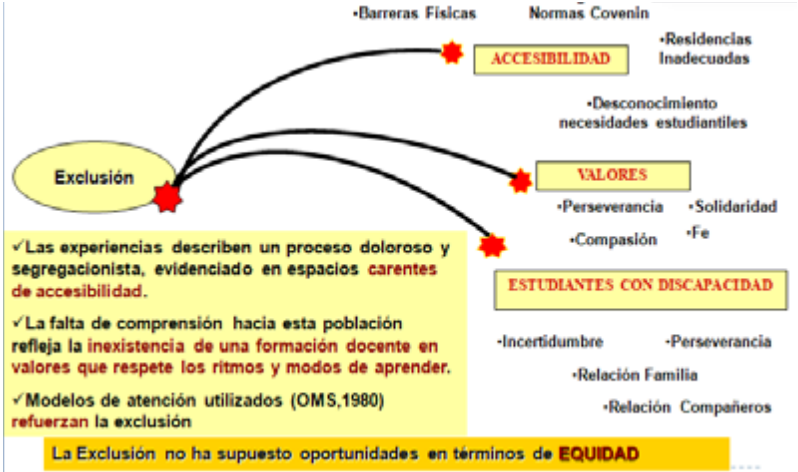 •Barreras Físicas
Normas Covenin
ACCESIBILIDAD
•Residencias
Inadecuadas
•Desconocimiento
necesidades estudiantiles
Exclusión
VALORES
•Perseverancia
•Solidaridad
•Compasión
•Fe
ESTUDIANTES CON DISCAPACIDAD
•Incertidumbre
•Perseverancia
•Relación Familia
•Relación Compañeros
✓Las experiencias describen un proceso doloroso y
segregacionista, evidenciado en espacios carentes
de accesibilidad.
✓La falta de comprensión hacia esta población
refleja la inexistencia de una formación docente en
valores que respete los ritmos y modos de aprender.
✓Modelos de atención utilizados (OMS,1980)
refuerzan la exclusión
La Exclusión no ha supuesto oportunidades en términos de EQUIDAD